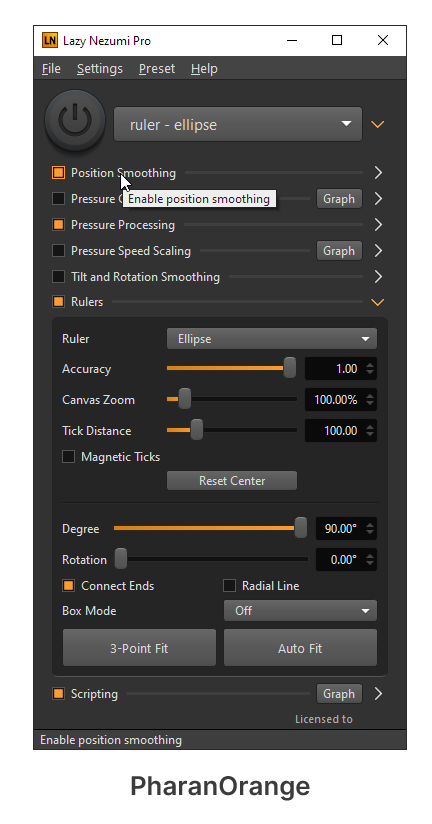 LN Lazy Nezumi Pro
File Settings Preset Help
ruler - ellipse
Position Smoothing
Enable position smoothing
Pressure Graph
Pressure Processing
Pressure Speed Scaling Graph
Tilt and Rotation Smoothing
Rulers
Ruler Ellipse
Accuracy 1.00
Canvas Zoom 100.00%
Tick Distance 100.00
Magnetic Ticks
Reset Center
Degree 90.00°
Rotation 0.00°
Connect Ends Radial Line
Box Mode Off
3-Point Fit Auto Fit
Scripting Graph
Licensed to
Enable position smoothing
PharanOrange